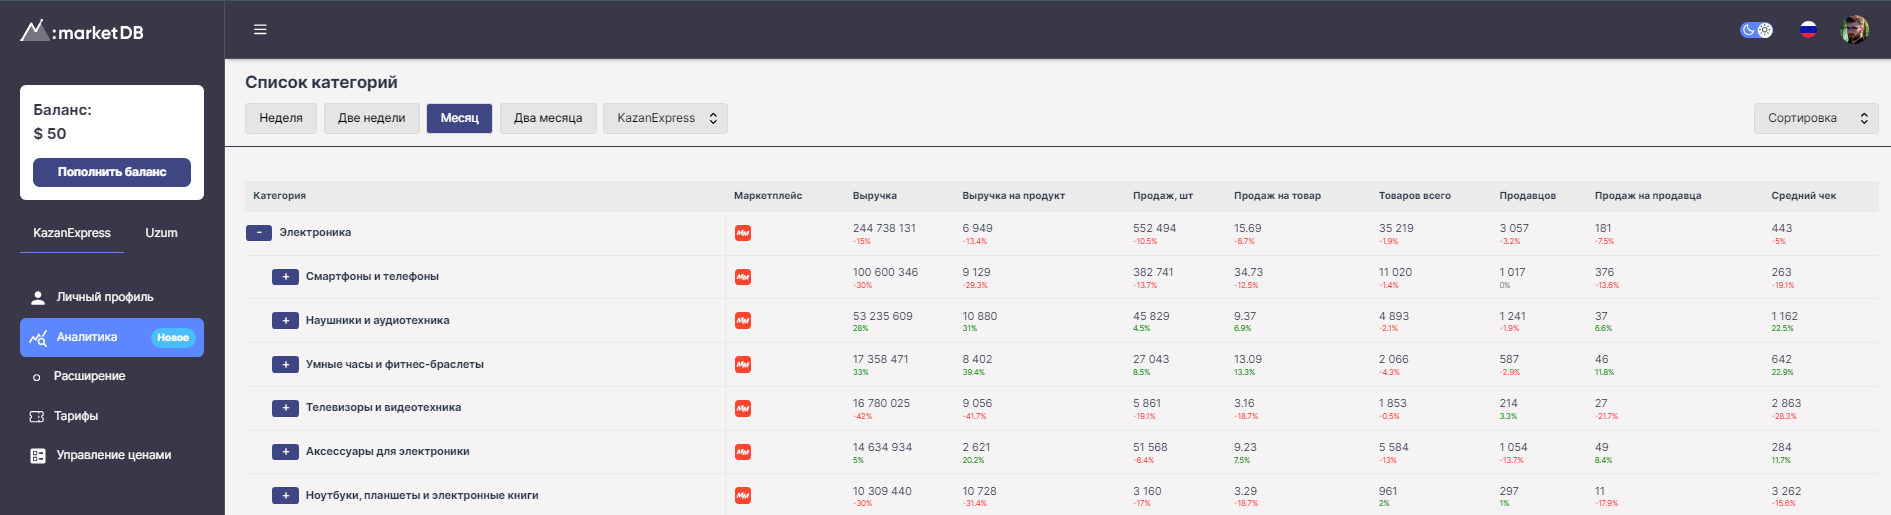 :marketDB
Баланс:
$ 50
Пополнить баланс
KazanExpress Uzum
Личный профиль
Аналитика Новое
Расширение
Тарифы
Управление ценами
Список категорий
Неделя Две недели Месяц Два месяца KazanExpress Сортировка
Категория Маркетплейс Выручка Выручка на продукт Продаж, шт Продаж на товар Товаров всего Продавцов Продаж на продавца Средний чек
- Электроника мм 244 738 131 6 949 552 494 15.69 35 219 3 057 181 443
-15% -13.4% -10.5% -8.7% -1.9% -3.2% -7.5% -5%
+ Смартфоны и телефоны мм 100 600 346 9 129 382 741 34.73 11 020 1 017 376 263
-30% -29.3% -13.7% -12.5% -1.4% 0% -13.6% -19.1%
+ Наушники и аудиотехника мм 53 235 609 10 880 45 829 9.37 4 893 1 241 37 1 162
28% 31% 4.5% 6.9% -2.1% -1.9% 6.6% 22.5%
+ Умные часы и фитнес-браслеты мм 17 358 471 8 402 27 043 13.09 2 066 587 46 642
33% 39.4% 8.5% 13.3% -4.3% -2.9% 11.8% 22.9%
+ Телевизоры и видеотехника мм 16 780 025 9 056 5 861 3.16 1 853 214 27 2 863
-42% -41.7% -19.1% -18.7% -0.5% 3.3% -21.7% -28.3%
+ Аксессуары для электроники мм 14 634 934 2 621 51 568 9.23 5 584 1 054 49 284
5% 20.2% -6.4% 7.5% -13% -13.7% 8.4% 11.7%
+ Ноутбуки, планшеты и электронные книги мм 10 309 440 10 728 3 160 3.29 961 297 11 3 262
-30% -31.4% -17% -18.7% 2% 1% -17.9% -15.6%